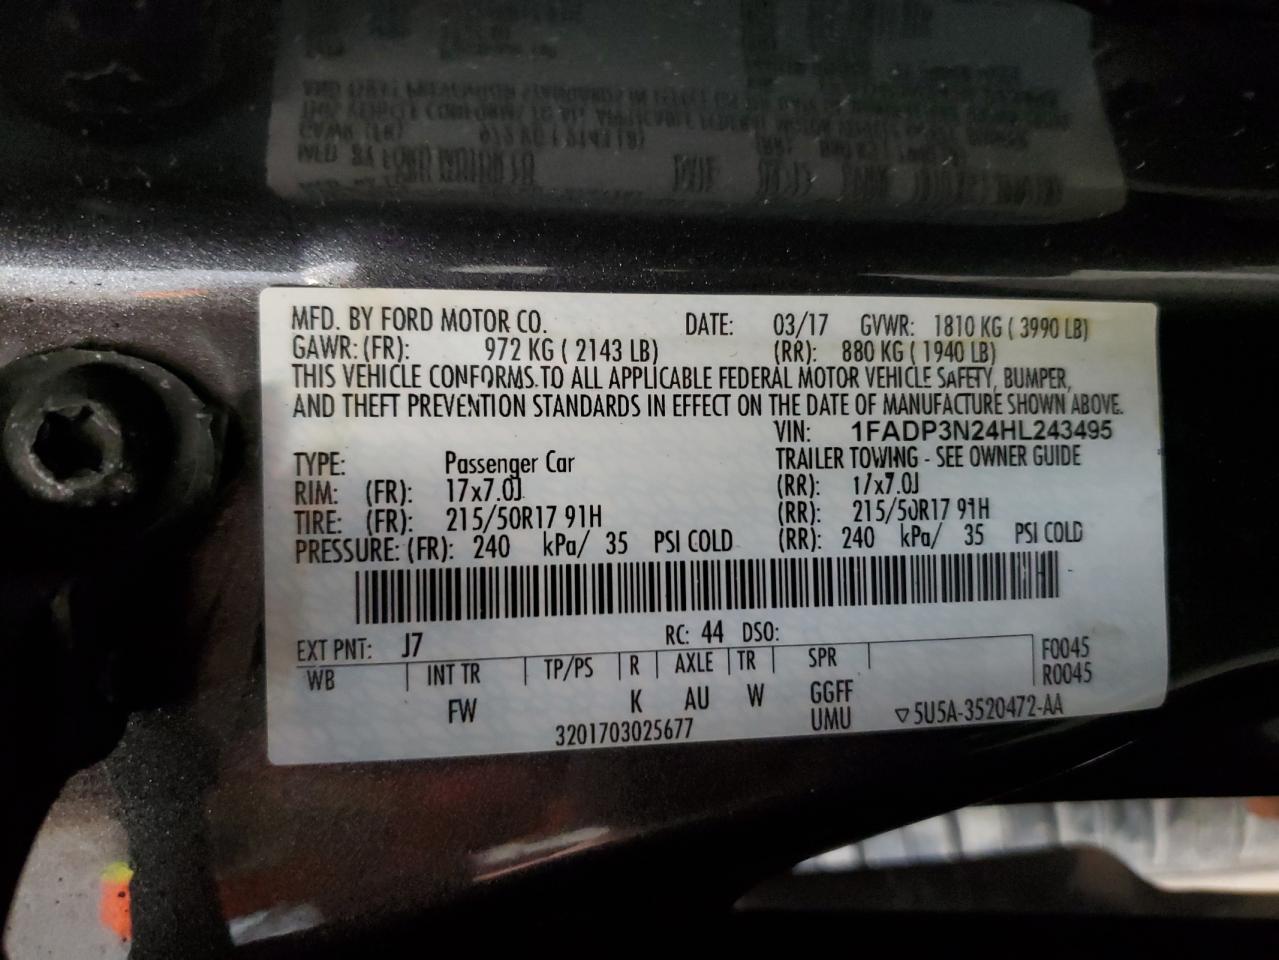 MFD. BY FORD MOTOR CO. DATE: 03/17 GVWR: 1810 KG ( 3990 LB)
GAWR: (FR): 972 KG ( 2143 LB) (RR): 880 KG ( 1940 LB)
THIS VEHICLE CONFORMS TO ALL APPLICABLE FEDERAL MOTOR VEHICLE SAFETY, BUMPER,
AND THEFT PREVENTION STANDARDS IN EFFECT ON THE DATE OF MANUFACTURE SHOWN ABOVE.
VIN: 1FADP3N24HL243495
TYPE: Passenger Car TRAILER TOWING - SEE OWNER GUIDE
RIM: (FR): 17x7.0J (RR): 17x7.0J
TIRE: (FR): 215/50R17 91H (RR): 215/50R17 91H
PRESSURE: (FR): 240 kPa/ 35 PSI COLD (RR): 240 kPa/ 35 PSI COLD
EXT PNT: J7 RC: 44 DSO:
WB INT TR TP/PS R AXLE TR SPR F0045
R0045
FW K AU W GGFF
UMU
3201703025677 5U5A-3520472-AA